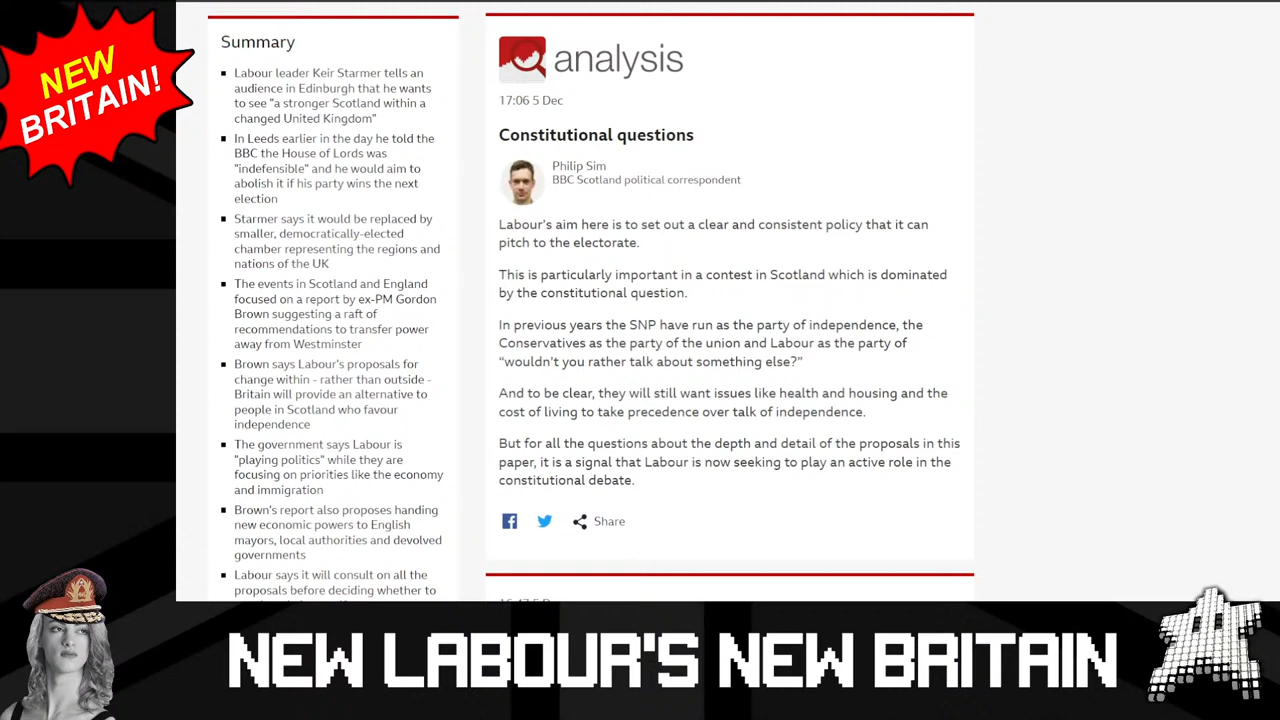 NEW
BRITAIN!
Summary
Labour leader Keir Starmer tells an
audience in Edinburgh that he wants
to see "a stronger Scotland within a
changed United Kingdom"
In Leeds earlier in the day he told the
BBC the House of Lords was
"indefensible" and he would aim to
abolish it if his party wins the next
election
Starmer says it would be replaced by
smaller, democratically-elected
chamber representing the regions and
nations of the UK
The events in Scotland and England
focused on a report by ex-PM Gordon
Brown suggesting a raft of
recommendations to transfer power
away from Westminster
Brown says Labour's proposals for
change within - rather than outside -
Britain will provide an alternative to
people in Scotland who favour
independence
The government says Labour is
"playing politics" while they are
focusing on priorities like the economy
and immigration
Brown's report also proposes handing
new economic powers to English
mayors, local authorities and devolved
governments
Labour says it will consult on all the
proposals before deciding whether to
analysis
17:06 5 Dec
Constitutional questions
Philip Sim
BBC Scotland political correspondent
Labour's aim here is to set out a clear and consistent policy that it can
pitch to the electorate.
This is particularly important in a contest in Scotland which is dominated
by the constitutional question.
In previous years the SNP have run as the party of independence, the
Conservatives as the party of the union and Labour as the party of
“wouldn't you rather talk about something else?”
And to be clear, they will still want issues like health and housing and the
cost of living to take precedence over talk of independence.
But for all the questions about the depth and detail of the proposals in this
paper, it is a signal that Labour is now seeking to play an active role in the
constitutional debate.
Share
NEW LABOUR'S NEW BRITAIN